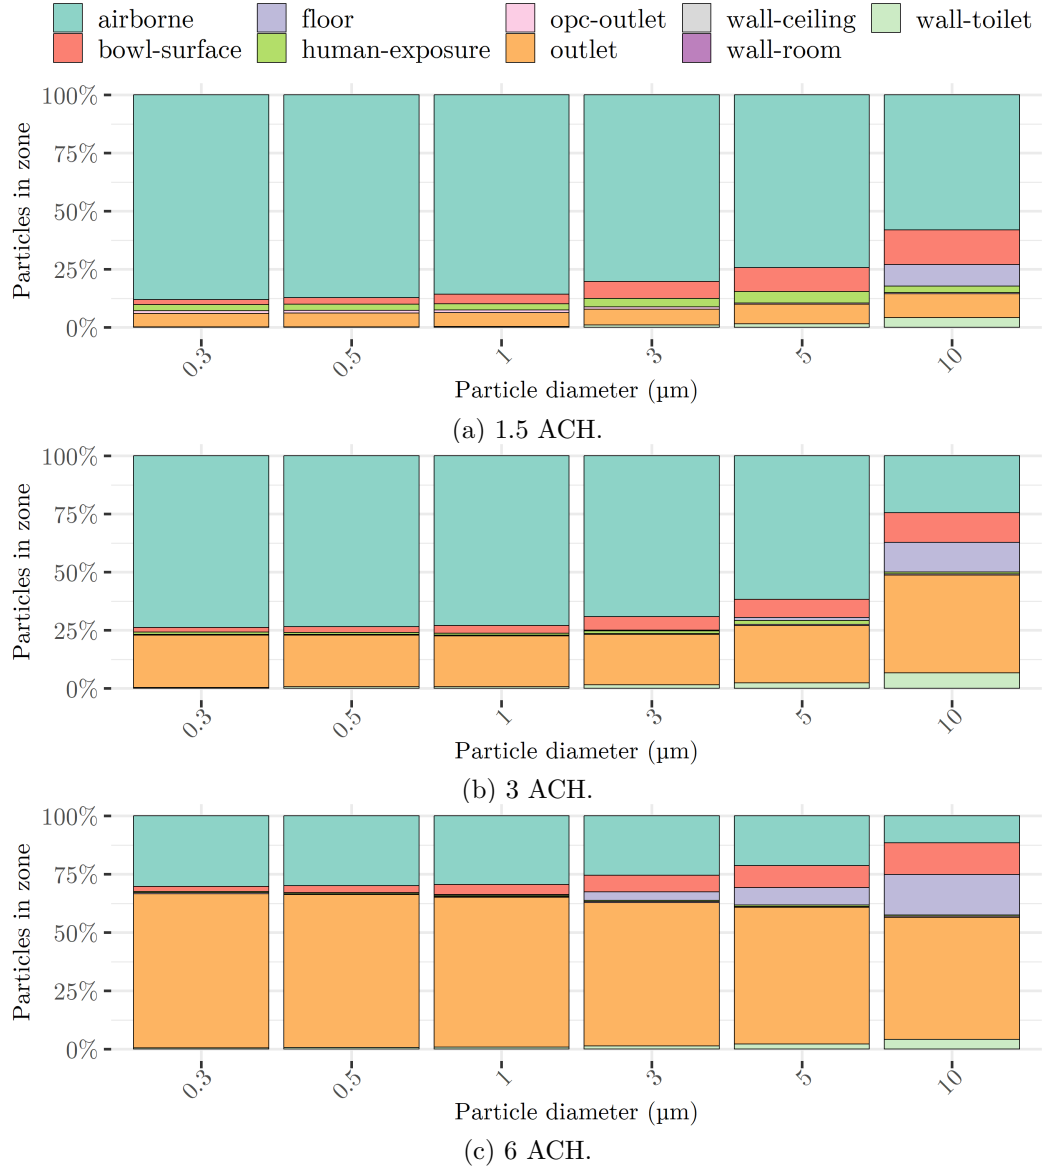 airborne floor opc-outlet wall-ceiling wall-toilet
bowl-surface human-exposure outlet wall-room
Particles in zone
100%
75%
50%
25%
0%
0.3 0.5 1 3 5 10
Particle diameter (µm)
(a) 1.5 ACH.
Particles in zone
100%
75%
50%
25%
0%
0.3 0.5 1 3 5 10
Particle diameter (µm)
(b) 3 ACH.
Particles in zone
100%
75%
50%
25%
0%
0.3 0.5 1 3 5 10
Particle diameter (µm)
(c) 6 ACH.